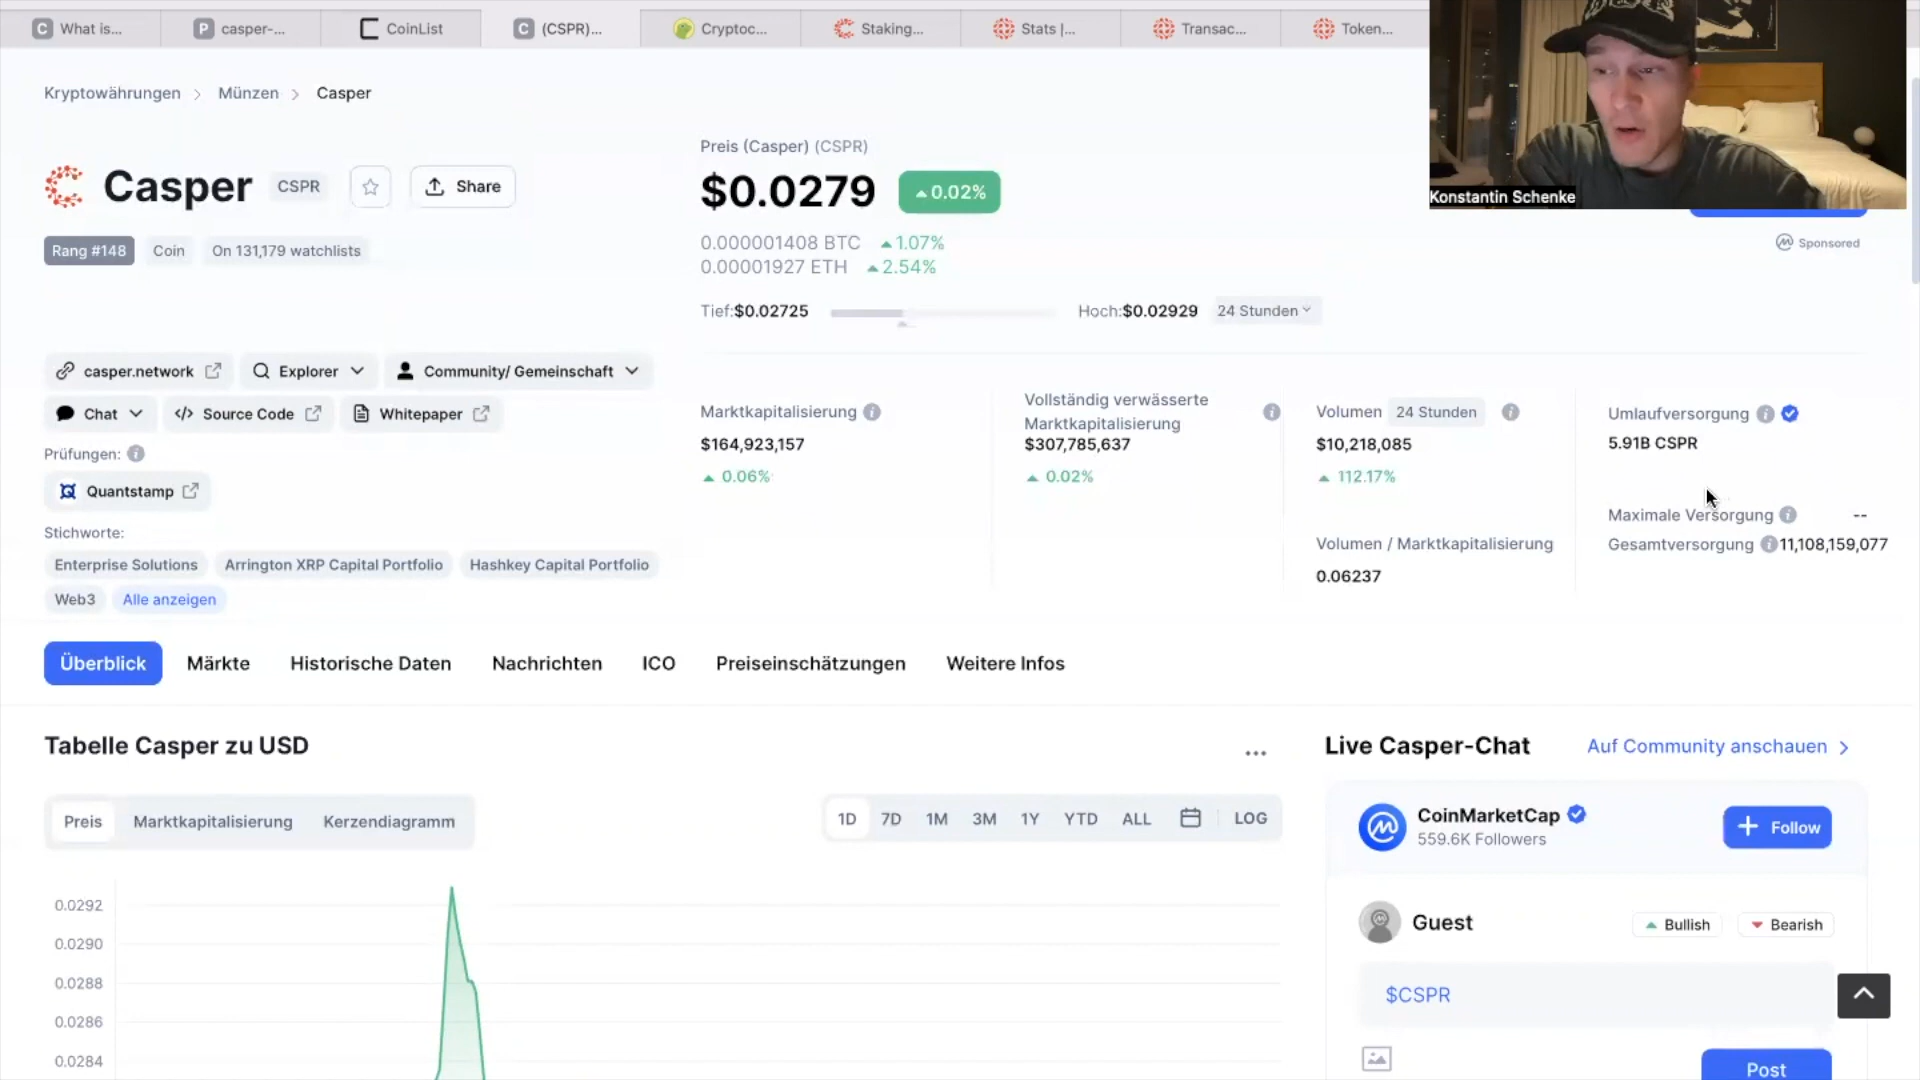 What is...
casper-...
CoinList
(CSPR)...
Cryptoc...
Staking...
Stats |...
Transac...
Token...
Konstantin Schenke
Kryptowährungen > Münzen > Casper
Casper CSPR Share
Rang #148 Coin On 131,179 watchlists
casper.network Explorer Community/ Gemeinschaft
Chat Source Code Whitepaper
Prüfungen:
Quantstamp
Stichworte:
Enterprise Solutions Arrington XRP Capital Portfolio Hashkey Capital Portfolio
Web3 Alle anzeigen
Preis (Casper) (CSPR)
$0.0279 0.02%
0.000001408 BTC 1.07%
0.00001927 ETH 2.54%
Tief:$0.02725 Hoch:$0.02929 24 Stunden
Sponsored
Marktkapitalisierung
$164,923,157
0.06%
Vollständig verwässerte
Marktkapitalisierung
$307,785,637
0.02%
Volumen 24 Stunden
$10,218,085
112.17%
Volumen / Marktkapitalisierung
0.06237
Umlaufversorgung
5.91B CSPR
Maximale Versorgung --
Gesamtversorgung 11,108,159,077
Überblick Märkte Historische Daten Nachrichten ICO Preiseinschätzungen Weitere Infos
Tabelle Casper zu USD
Preis Marktkapitalisierung Kerzendiagramm
1D 7D 1M 3M 1Y YTD ALL LOG
0.0292
0.0290
0.0288
0.0286
0.0284
Live Casper-Chat Auf Community anschauen >
CoinMarketCap
559.6K Followers
+ Follow
Guest Bullish Bearish
$CSPR
Post